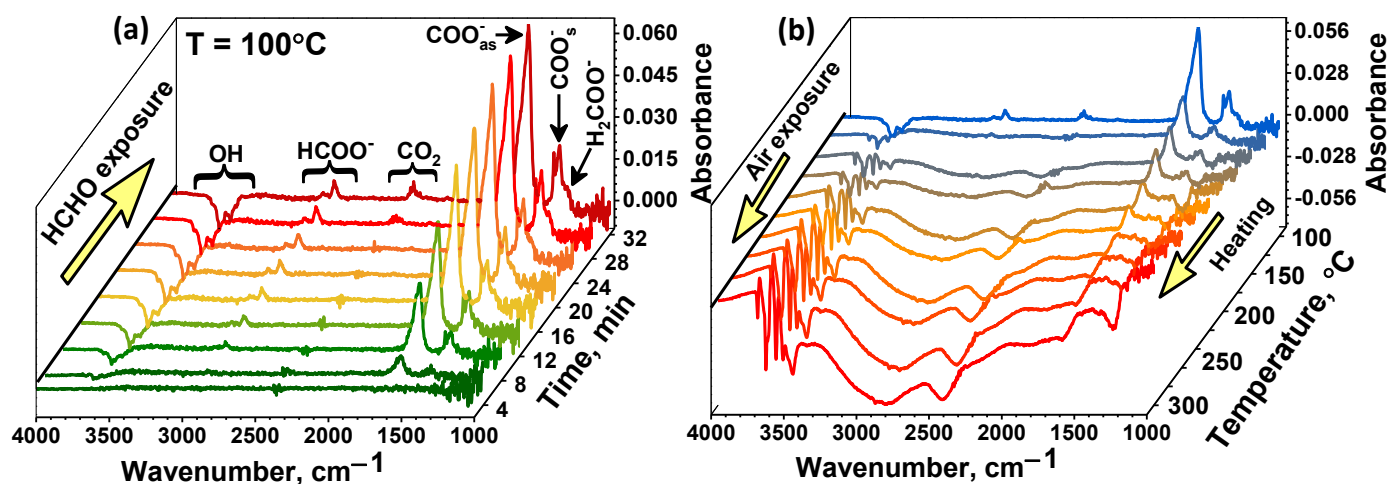 (a)
T = 100°C
HCHO exposure
OH
HCOO⁻
CO₂
COO⁻as
COO⁻s
H₂COO⁻
0.060
0.045
0.030
0.015
0.000
Absorbance
32
28
24
20
16
12
8
4
Time, min
4000 3500 3000 2500 2000 1500 1000
Wavenumber, cm⁻¹
(b)
Air exposure
Heating
0.056
0.028
0.000
-0.028
-0.056
Absorbance
100
150
200
250
300
Temperature, °C
4000 3500 3000 2500 2000 1500 1000
Wavenumber, cm⁻¹